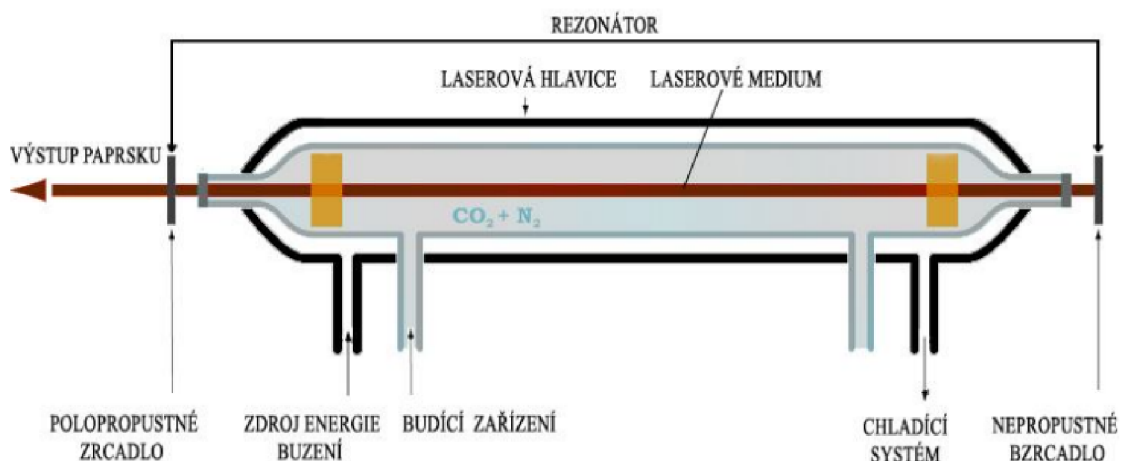 REZONÁTOR
LASEROVÁ HLAVICE
LASEROVÉ MEDIUM
VÝSTUP PAPRSKU
CO₂ + N₂
POLOPROPUSTNÉ
ZRCADLO
ZDROJ ENERGIE
BUZENÍ
BUDÍCÍ ZAŘÍZENÍ
CHLADÍCÍ
SYSTÉM
NEPROPUSTNÉ
BZRCADLO